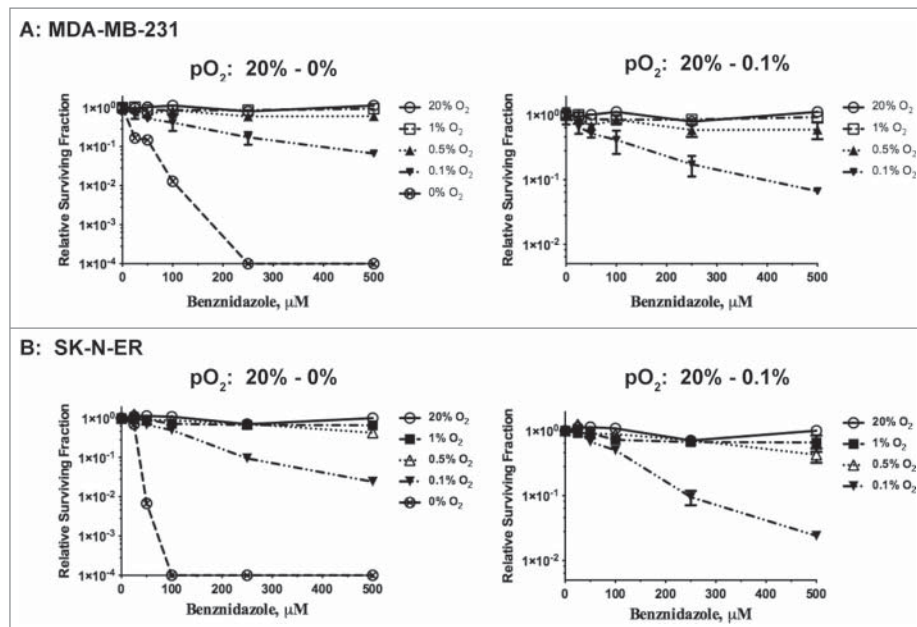 A: MDA-MB-231
pO₂: 20% - 0%
Relative Surviving Fraction
1×10⁰
1×10⁻¹
1×10⁻²
1×10⁻³
1×10⁻⁴
0 100 200 300 400 500
Benznidazole, μM
20% O₂
1% O₂
0.5% O₂
0.1% O₂
0% O₂
pO₂: 20% - 0.1%
Relative Surviving Fraction
1×10⁰
1×10⁻¹
1×10⁻²
0 100 200 300 400 500
Benznidazole, μM
20% O₂
1% O₂
0.5% O₂
0.1% O₂
B: SK-N-ER
pO₂: 20% - 0%
Relative Surviving Fraction
1×10⁰
1×10⁻¹
1×10⁻²
1×10⁻³
1×10⁻⁴
0 100 200 300 400 500
Benznidazole, μM
20% O₂
1% O₂
0.5% O₂
0.1% O₂
0% O₂
pO₂: 20% - 0.1%
Relative Surviving Fraction
1×10⁰
1×10⁻¹
1×10⁻²
0 100 200 300 400 500
Benznidazole, μM
20% O₂
1% O₂
0.5% O₂
0.1% O₂